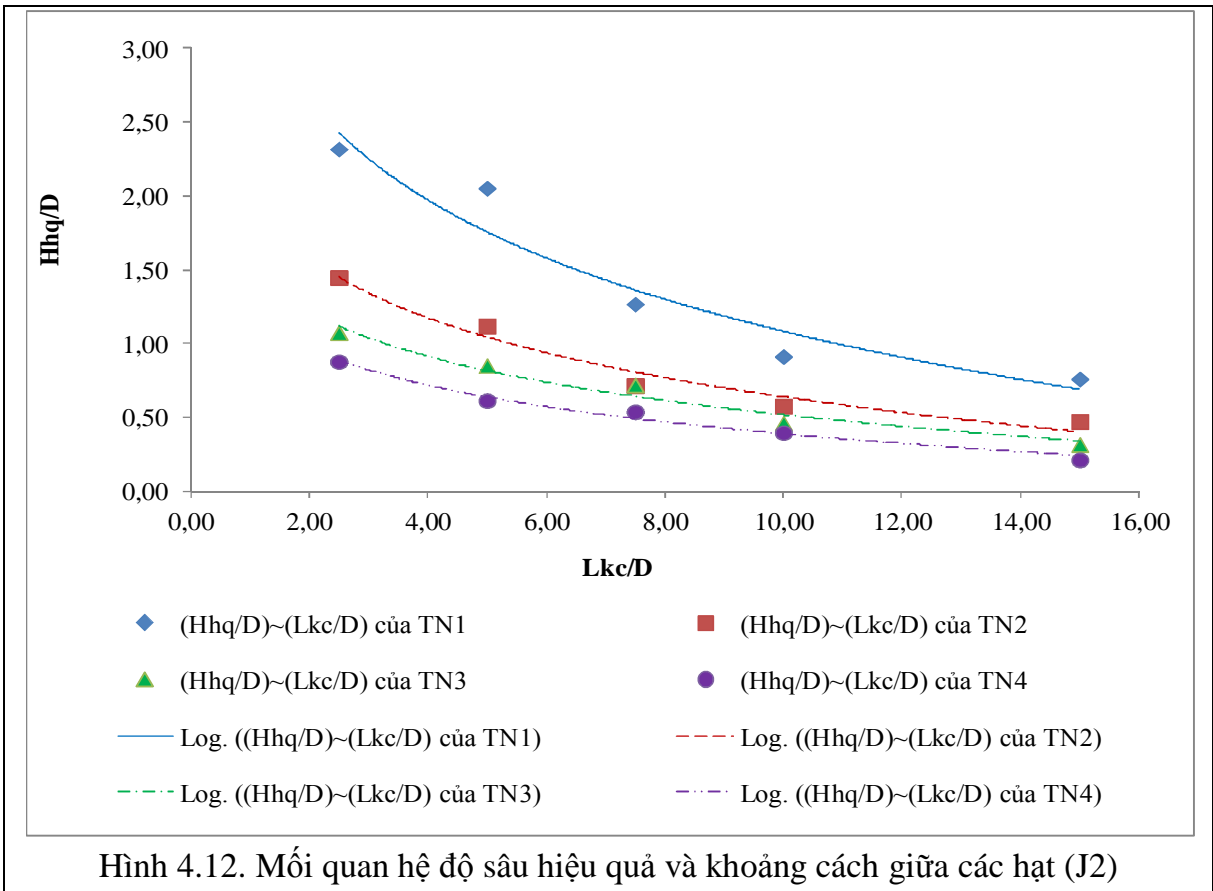 3,00
2,50
2,00
1,50
1,00
0,50
0,00
Hhq/D
0,00 2,00 4,00 6,00 8,00 10,00 12,00 14,00 16,00
Lkc/D
(Hhq/D)~(Lkc/D) của TN1 (Hhq/D)~(Lkc/D) của TN2
(Hhq/D)~(Lkc/D) của TN3 (Hhq/D)~(Lkc/D) của TN4
Log. ((Hhq/D)~(Lkc/D) của TN1) Log. ((Hhq/D)~(Lkc/D) của TN2)
Log. ((Hhq/D)~(Lkc/D) của TN3) Log. ((Hhq/D)~(Lkc/D) của TN4)
Hình 4.12. Mối quan hệ độ sâu hiệu quả và khoảng cách giữa các hạt (J2)